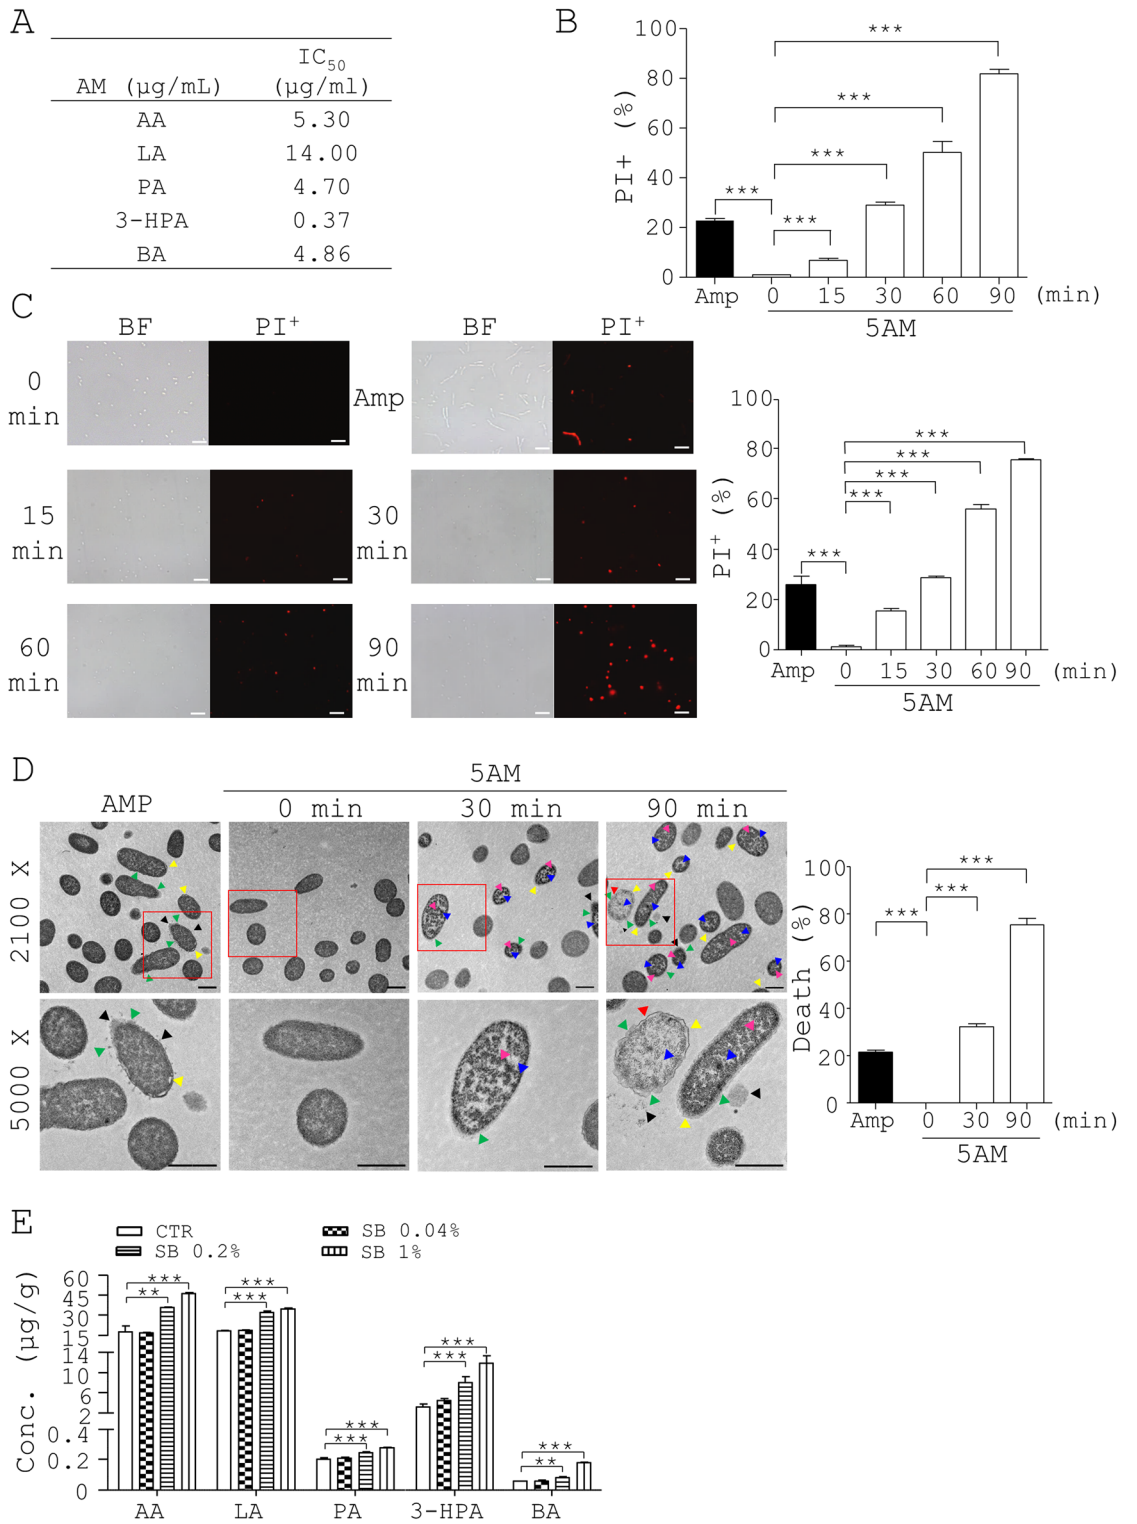 A
AM (µg/mL) IC50 (µg/ml)
AA 5.30
LA 14.00
PA 4.70
3-HPA 0.37
BA 4.86
B
PI+ (%)
100
80
60
40
20
0
***
***
***
***
***
Amp 0 15 30 60 90 (min)
5AM
C
BF PI+ BF PI+
0 min
Amp
15 min
30 min
60 min
90 min
PI+ (%)
100
80
60
40
20
0
***
***
***
***
***
Amp 0 15 30 60 90 (min)
5AM
D
5AM
AMP 0 min 30 min 90 min
2100 X
5000 X
Death (%)
100
80
60
40
20
0
***
***
***
Amp 0 30 90 (min)
5AM
E
CTR SB 0.04%
SB 0.2% SB 1%
Conc. (µg/g)
60
45
30
15
14
10
6
2
0.4
0.2
0
***
**
***
***
***
***
***
***
***
**
AA LA PA 3-HPA BA